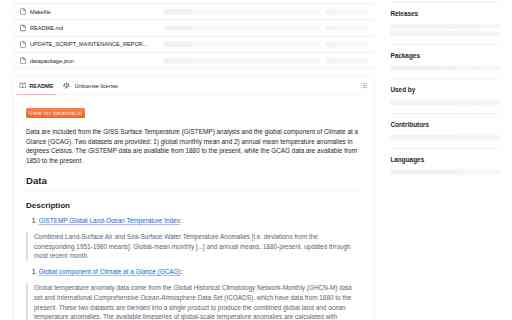 Makefile
README.md
UPDATE_SCRIPT_MAINTENANCE_REPOR...
datapackage.json
README
Unlicense license
Data are included from the GISS Surface Temperature (GISTEMP) analysis and the global component of Climate at a
Glance (GCAG). Two datasets are provided: 1) global monthly mean and 2) annual mean temperature anomalies in
degrees Celsius. The GISTEMP data are available from 1880 to the present, while the GCAG data are available from
1850 to the present.
Data
Description
1. GISTEMP Global Land-Ocean Temperature Index:
Combined Land-Surface Air and Sea-Surface Water Temperature Anomalies [i.e. deviations from the
corresponding 1951-1980 means]. Global-mean monthly [...] and annual means, 1880-present, updated through
most recent month.
1. Global component of Climate at a Glance (GCAG):
Global temperature anomaly data come from the Global Historical Climatology Network-Monthly (GHCN-M) data
set and International Comprehensive Ocean-Atmosphere Data Set (ICOADS), which have data from 1880 to the
present. These two datasets are blended into a single product to produce the combined global land and ocean
temperature anomalies. The available timeseries of global-scale temperature anomalies are calculated with
Releases
Packages
Used by
Contributors
Languages